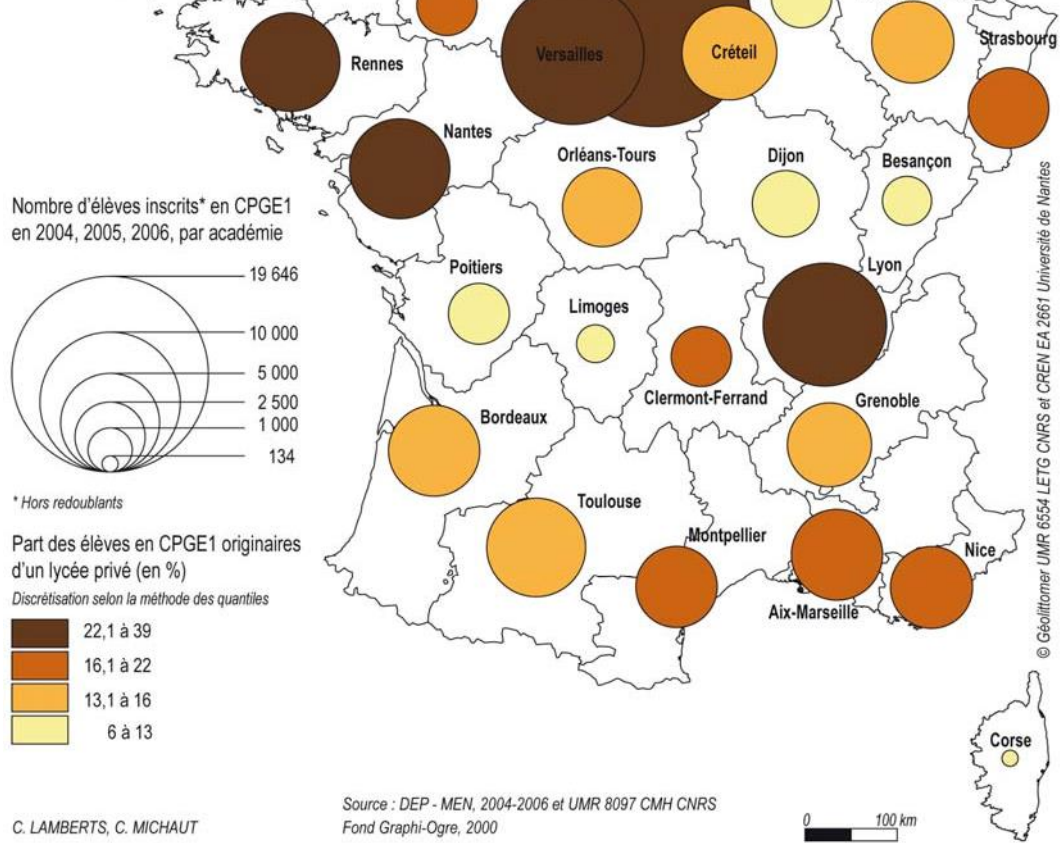 Strasbourg
Rennes
Versailles
Créteil
Nantes
Orléans-Tours
Dijon
Besançon
Nombre d'élèves inscrits* en CPGE1
en 2004, 2005, 2006, par académie
19 646
10 000
5 000
2 500
1 000
134
* Hors redoublants
Poitiers
Limoges
Lyon
Clermont-Ferrand
Grenoble
Bordeaux
Toulouse
Montpellier
Nice
Aix-Marseille
Part des élèves en CPGE1 originaires
d'un lycée privé (en %)
Discrétisation selon la méthode des quantiles
22,1 à 39
16,1 à 22
13,1 à 16
6 à 13
Corse
© Géolittomer UMR 6554 LETG CNRS et CREN EA 2661 Université de Nantes
C. LAMBERTS, C. MICHAUT
Source : DEP - MEN, 2004-2006 et UMR 8097 CMH CNRS
Fond Graphi-Ogre, 2000
0 100 km